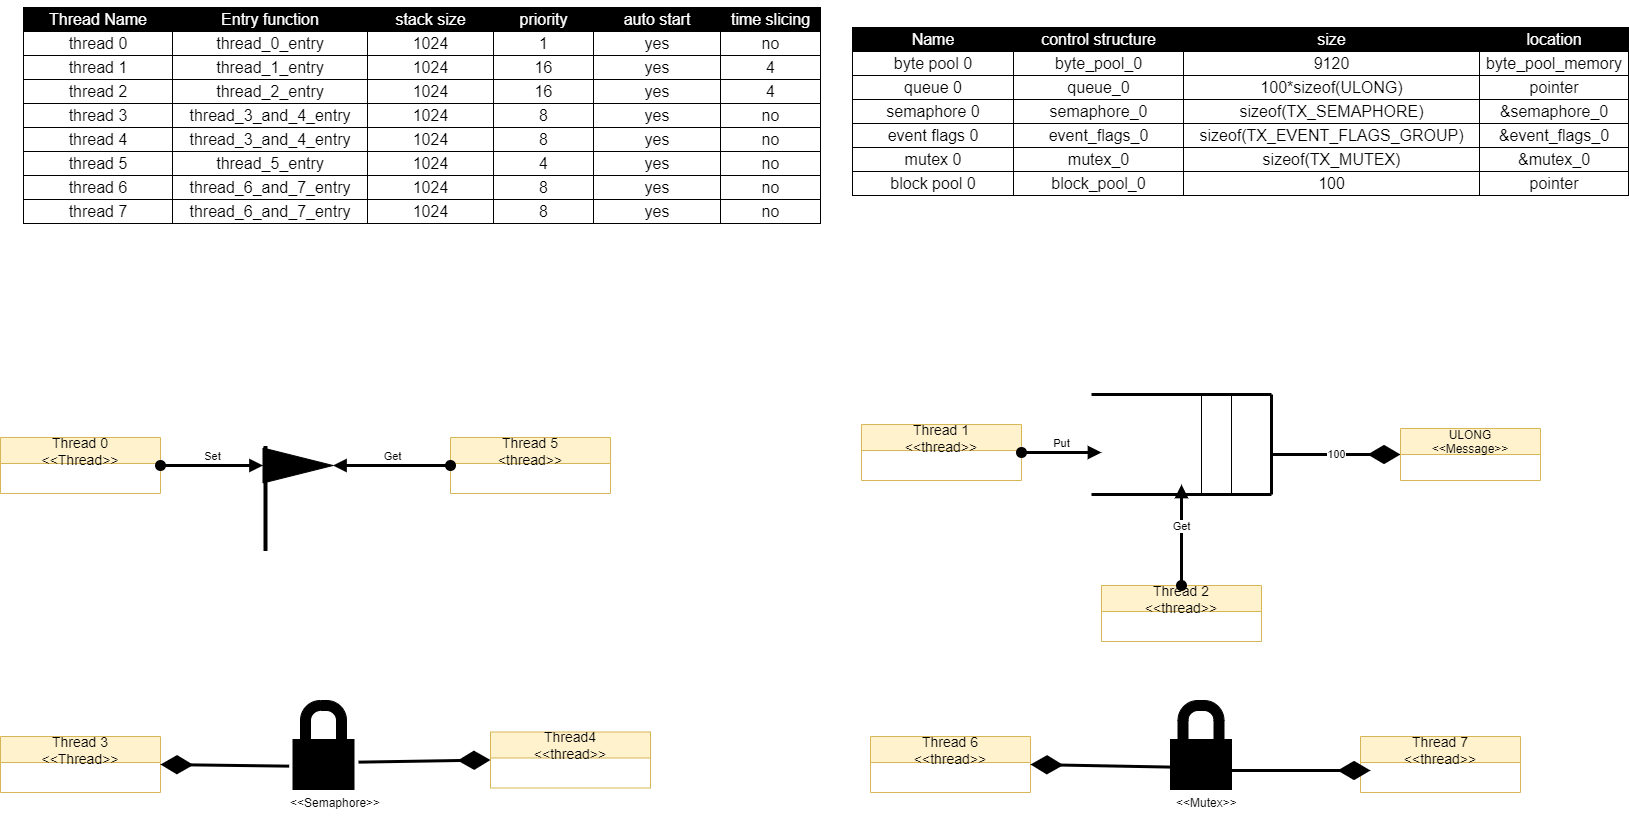 Thread Name Entry function stack size priority auto start time slicing
thread 0 thread_0_entry 1024 1 yes no
thread 1 thread_1_entry 1024 16 yes 4
thread 2 thread_2_entry 1024 16 yes 4
thread 3 thread_3_and_4_entry 1024 8 yes no
thread 4 thread_3_and_4_entry 1024 8 yes no
thread 5 thread_5_entry 1024 4 yes no
thread 6 thread_6_and_7_entry 1024 8 yes no
thread 7 thread_6_and_7_entry 1024 8 yes no
Name control structure size location
byte pool 0 byte_pool_0 9120 byte_pool_memory
queue 0 queue_0 100*sizeof(ULONG) pointer
semaphore 0 semaphore_0 sizeof(TX_SEMAPHORE) &semaphore_0
event flags 0 event_flags_0 sizeof(TX_EVENT_FLAGS_GROUP) &event_flags_0
mutex 0 mutex_0 sizeof(TX_MUTEX) &mutex_0
block pool 0 block_pool_0 100 pointer
Thread 0
<<Thread>>
Set
Get
Thread 5
<thread>>
Thread 1
<<thread>>
Put
100
ULONG
<<Message>>
Get
Thread 2
<<thread>>
Thread 3
<<Thread>>
<<Semaphore>>
Thread4
<<thread>>
Thread 6
<<thread>>
<<Mutex>>
Thread 7
<<thread>>